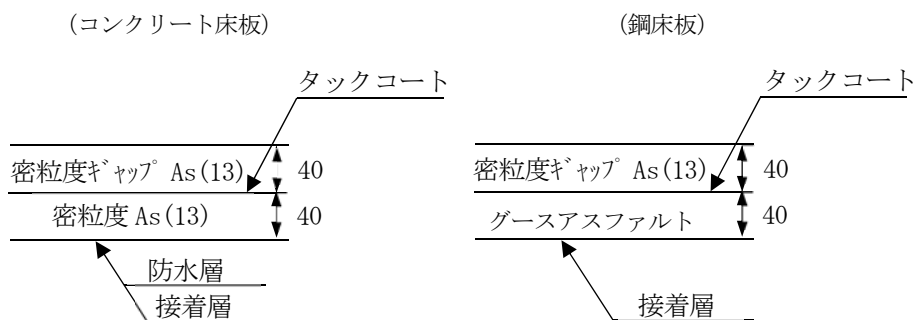 (コンクリート床板)
タックコート
密粒度ギャップ As(13)
40
密粒度 As(13)
40
防水層
接着層
(鋼床板)
タックコート
密粒度ギャップ As(13)
40
グースアスファルト
40
接着層